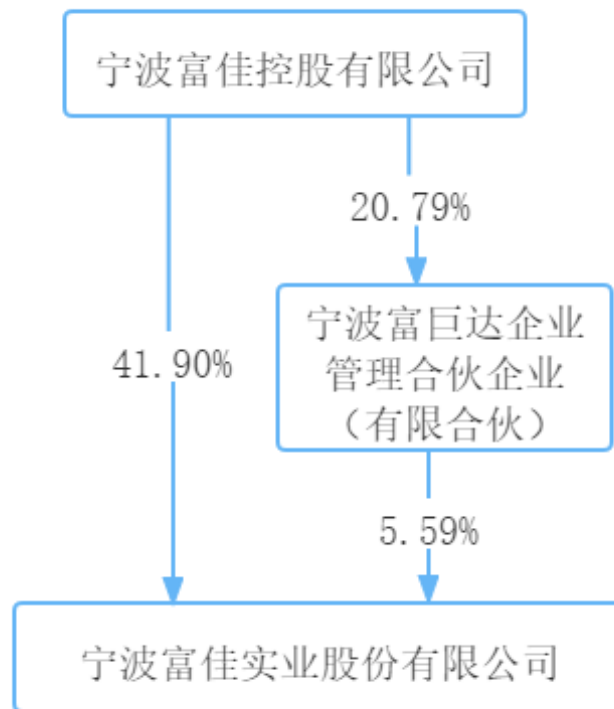 宁波富佳控股有限公司
20.79%
宁波富巨达企业
管理合伙企业
（有限合伙）
41.90%
5.59%
宁波富佳实业股份有限公司